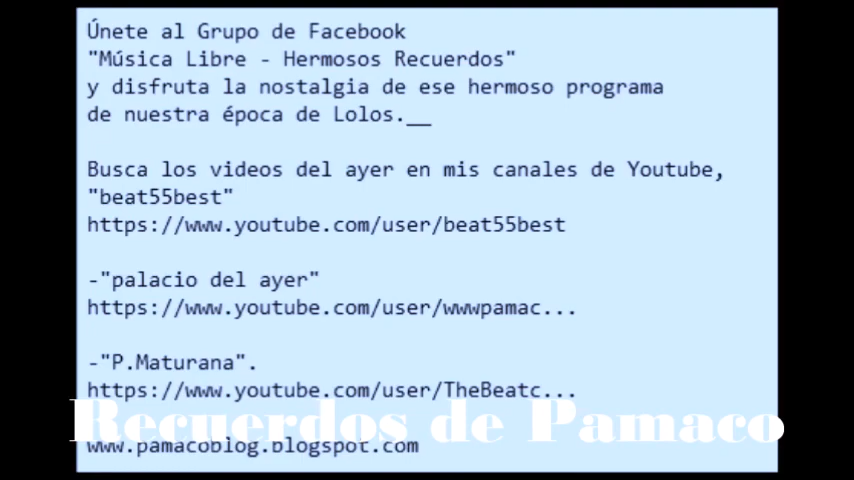 Únete al Grupo de Facebook
"Música Libre - Hermosos Recuerdos"
y disfruta la nostalgia de ese hermoso programa
de nuestra época de Lolos.__
Busca los videos del ayer en mis canales de Youtube,
"beat55best"
https://www.youtube.com/user/beat55best
-"palacio del ayer"
https://www.youtube.com/user/wwwpamac...
-"P.Maturana".
https://www.youtube.com/user/TheBeatc...
Recuerdos de Pamaco
www.pamacoblog.blogspot.com